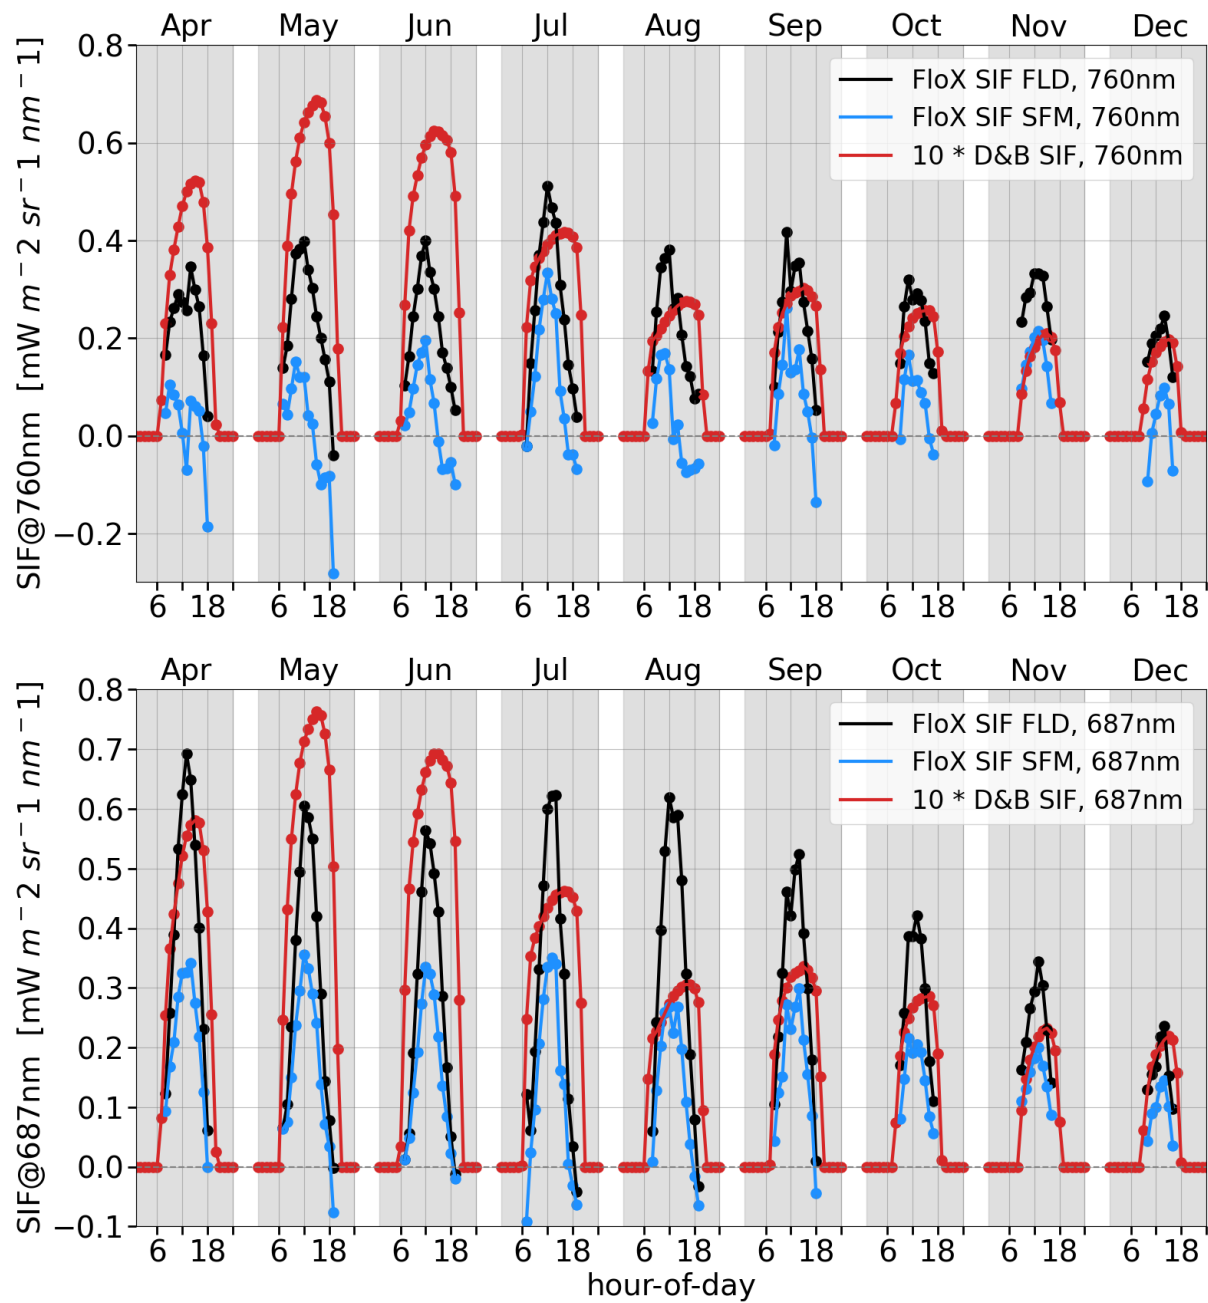 Apr May Jun Jul Aug Sep Oct Nov Dec
SIF@760nm [mW m−2 sr−1 nm−1]
0.8
0.6
0.4
0.2
0.0
−0.2
FloX SIF FLD, 760nm
FloX SIF SFM, 760nm
10 * D&B SIF, 760nm
6 18 6 18 6 18 6 18 6 18 6 18 6 18 6 18 6 18
Apr May Jun Jul Aug Sep Oct Nov Dec
SIF@687nm [mW m−2 sr−1 nm−1]
0.8
0.7
0.6
0.5
0.4
0.3
0.2
0.1
0.0
−0.1
FloX SIF FLD, 687nm
FloX SIF SFM, 687nm
10 * D&B SIF, 687nm
6 18 6 18 6 18 6 18 6 18 6 18 6 18 6 18 6 18
hour-of-day